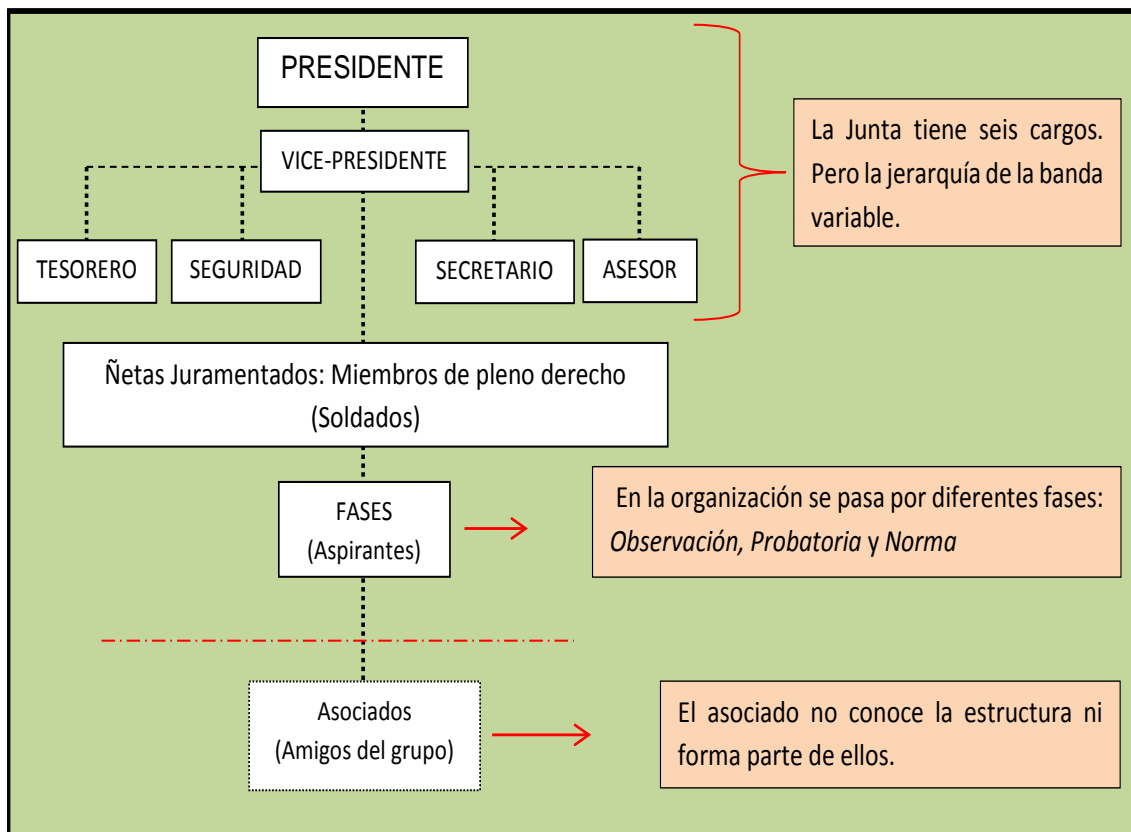 PRESIDENTE
La Junta tiene seis cargos.
Pero la jerarquía de la banda
variable.
VICE-PRESIDENTE
TESORERO
SEGURIDAD
SECRETARIO
ASESOR
Ñetas Juramentados: Miembros de pleno derecho
(Soldados)
FASES
(Aspirantes)
En la organización se pasa por diferentes fases:
Observación, Probatoria y Norma
Asociados
(Amigos del grupo)
El asociado no conoce la estructura ni
forma parte de ellos.